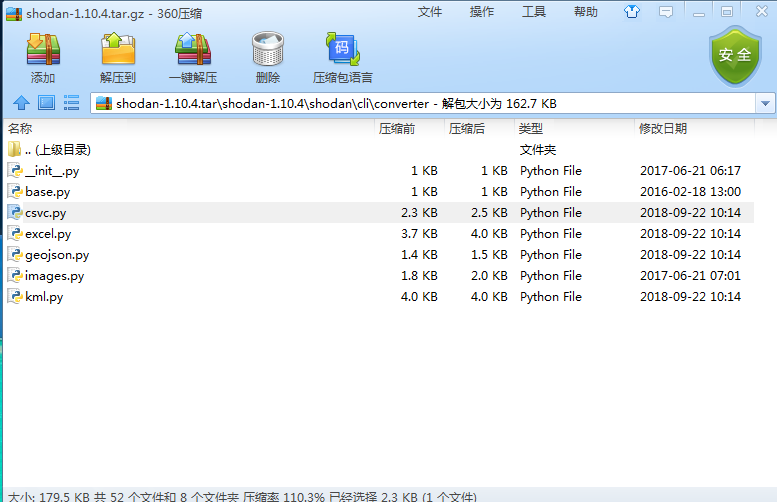 shodan-1.10.4.tar.gz - 360压缩 文件 操作 工具 帮助
添加 解压到 一键解压 删除 码 压缩包语言 安全
shodan-1.10.4.tar\shodan-1.10.4\shodan\cli\converter - 解包大小为 162.7 KB
名称 压缩前 压缩后 类型 修改日期
.. (上级目录) 文件夹
__init__.py 1 KB 1 KB Python File 2017-06-21 06:17
base.py 1 KB 1 KB Python File 2016-02-18 13:00
csvc.py 2.3 KB 2.5 KB Python File 2018-09-22 10:14
excel.py 3.7 KB 4.0 KB Python File 2018-09-22 10:14
geojson.py 1.4 KB 1.5 KB Python File 2018-09-22 10:14
images.py 1.8 KB 2.0 KB Python File 2017-06-21 07:01
kml.py 4.0 KB 4.0 KB Python File 2018-09-22 10:14
大小: 179.5 KB 共 52 个文件和 8 个文件夹 压缩率 110.3% 已经选择 2.3 KB (1 个文件)